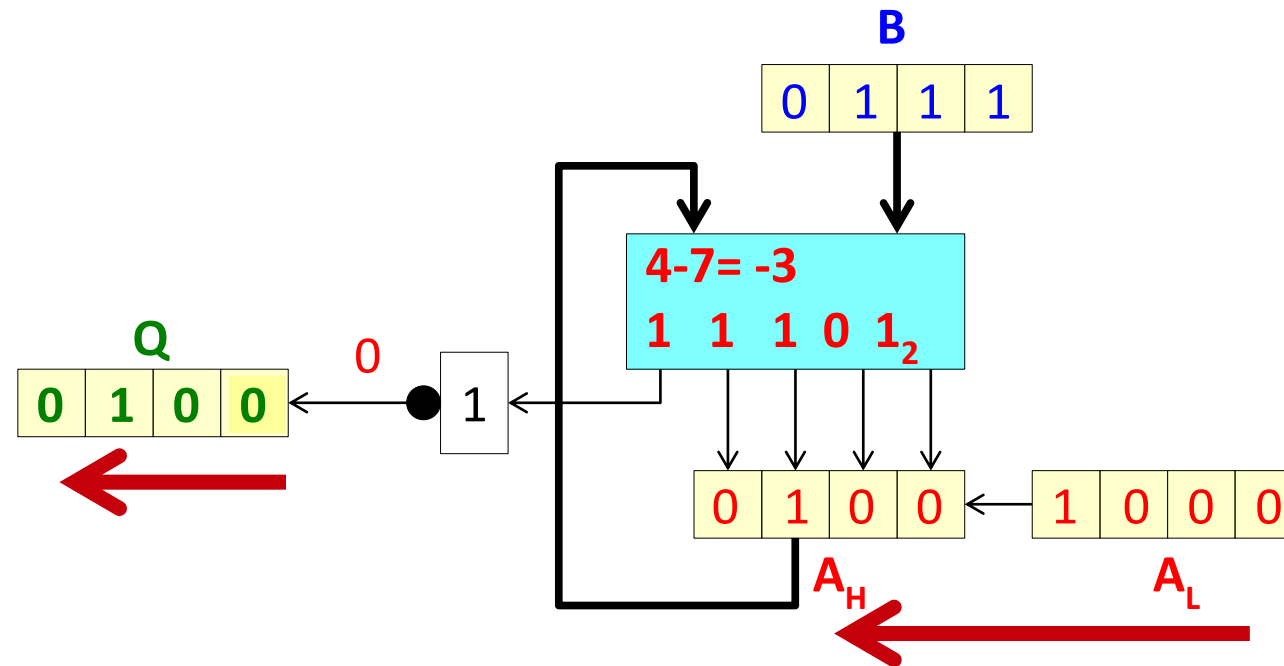 B
0 1 1 1
4-7= -3
1 1 1 0 1₂
Q
0
0 1 0 0
1
0 1 0 0
1 0 0 0
A_H
A_L